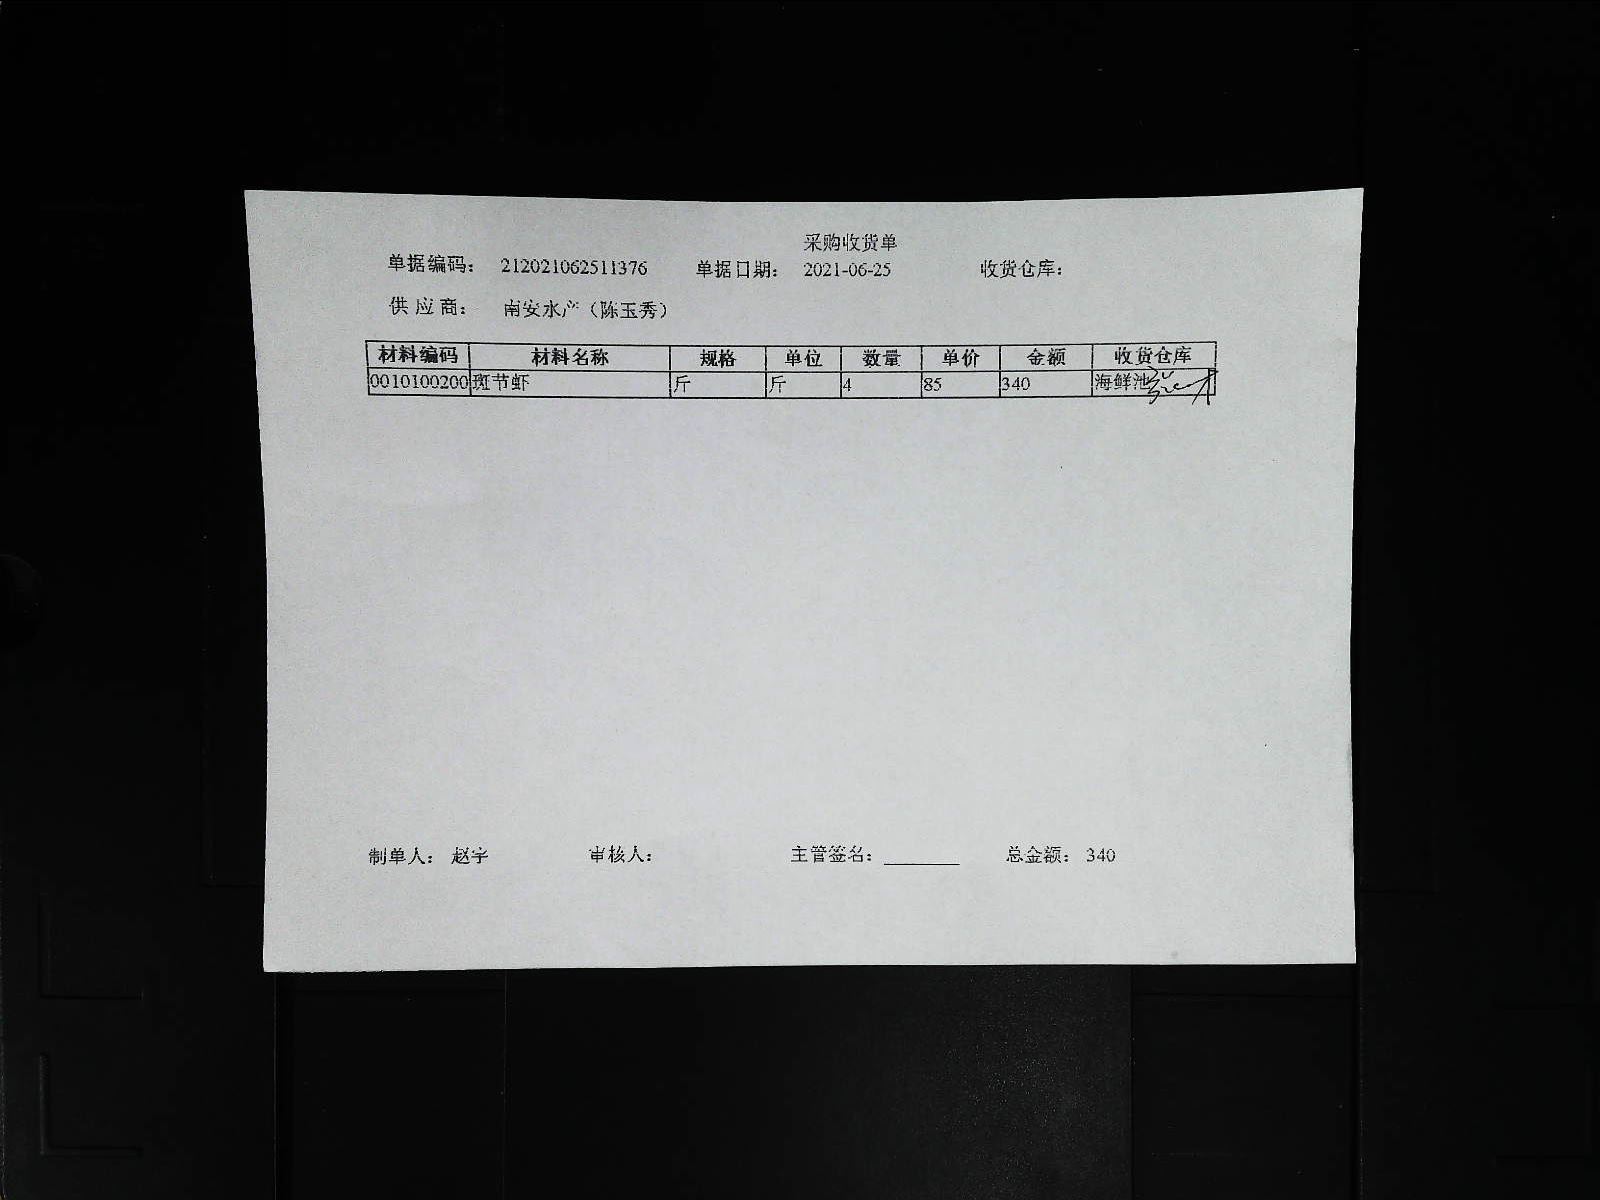 采购收货单
单据编码： 212021062511376 单据日期： 2021-06-25 收货仓库：
供 应 商： 南安水产（陈玉秀）
材料编码 材料名称 规格 单位 数量 单价 金额 收货仓库
0010100200 斑节虾 斤 斤 4 85 340 海鲜池
制单人： 赵宇 审核人： 主管签名： 总金额： 340